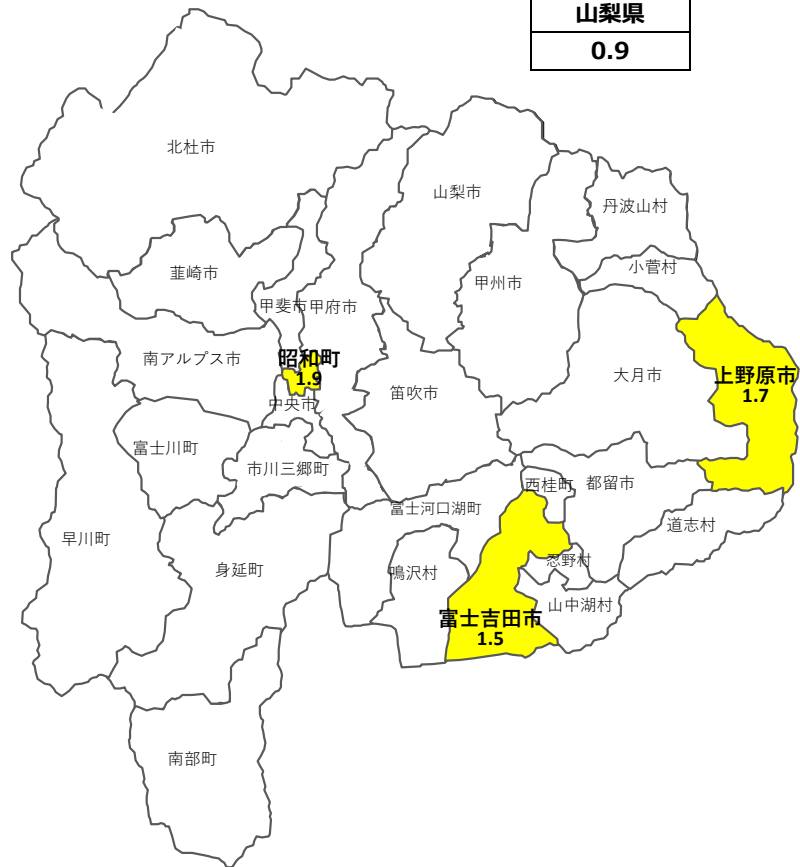 山梨県
0.9
北杜市
山梨市
丹波山村
小菅村
韮崎市
甲州市
甲斐市
甲府市
南アルプス市
昭和町
1.9
大月市
上野原市
1.7
笛吹市
中央市
富士川町
市川三郷町
西桂町
都留市
富士河口湖町
道志村
早川町
忍野村
身延町
鳴沢村
山中湖村
富士吉田市
1.5
南部町